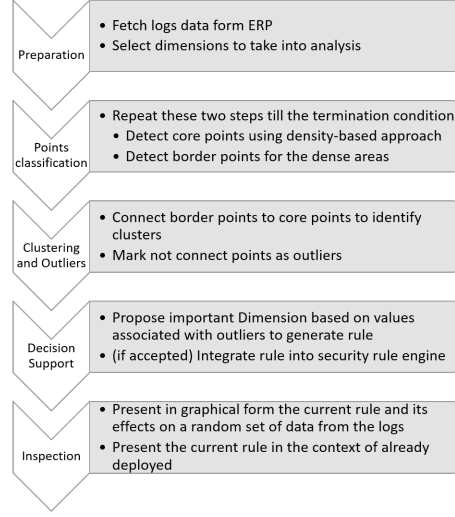 Preparation
• Fetch logs data form ERP
• Select dimensions to take into analysis
Points
classification
• Repeat these two steps till the termination condition
• Detect core points using density-based approach
• Detect border points for the dense areas
Clustering
and Outliers
• Connect border points to core points to identify
clusters
• Mark not connect points as outliers
Decision
Support
• Propose important Dimension based on values
associated with outliers to generate rule
• (if accepted) Integrate rule into security rule engine
Inspection
• Present in graphical form the current rule and its
effects on a random set of data from the logs
• Present the current rule in the context of already
deployed